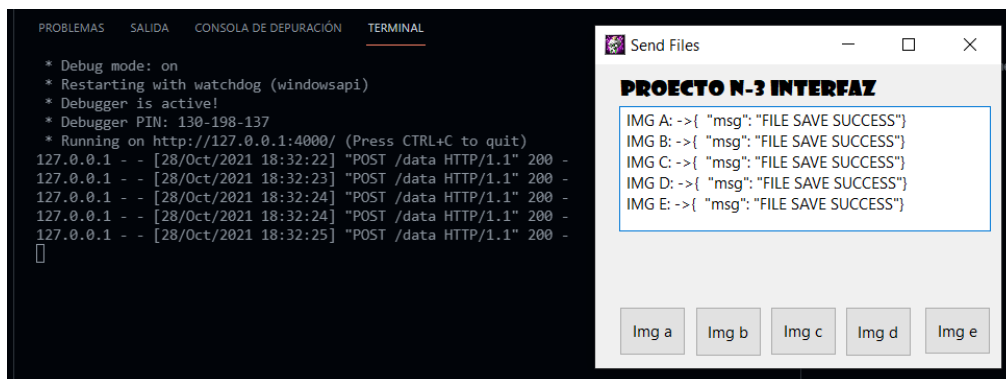 PROBLEMAS SALIDA CONSOLA DE DEPURACIÓN TERMINAL
* Debug mode: on
* Restarting with watchdog (windowsapi)
* Debugger is active!
* Debugger PIN: 130-198-137
* Running on http://127.0.0.1:4000/ (Press CTRL+C to quit)
127.0.0.1 - - [28/Oct/2021 18:32:22] "POST /data HTTP/1.1" 200 -
127.0.0.1 - - [28/Oct/2021 18:32:23] "POST /data HTTP/1.1" 200 -
127.0.0.1 - - [28/Oct/2021 18:32:24] "POST /data HTTP/1.1" 200 -
127.0.0.1 - - [28/Oct/2021 18:32:24] "POST /data HTTP/1.1" 200 -
127.0.0.1 - - [28/Oct/2021 18:32:25] "POST /data HTTP/1.1" 200 -
Send Files
PROECTO N-3 INTERFAZ
IMG A: ->{ "msg": "FILE SAVE SUCCESS"}
IMG B: ->{ "msg": "FILE SAVE SUCCESS"}
IMG C: ->{ "msg": "FILE SAVE SUCCESS"}
IMG D: ->{ "msg": "FILE SAVE SUCCESS"}
IMG E: ->{ "msg": "FILE SAVE SUCCESS"}
Img a Img b Img c Img d Img e